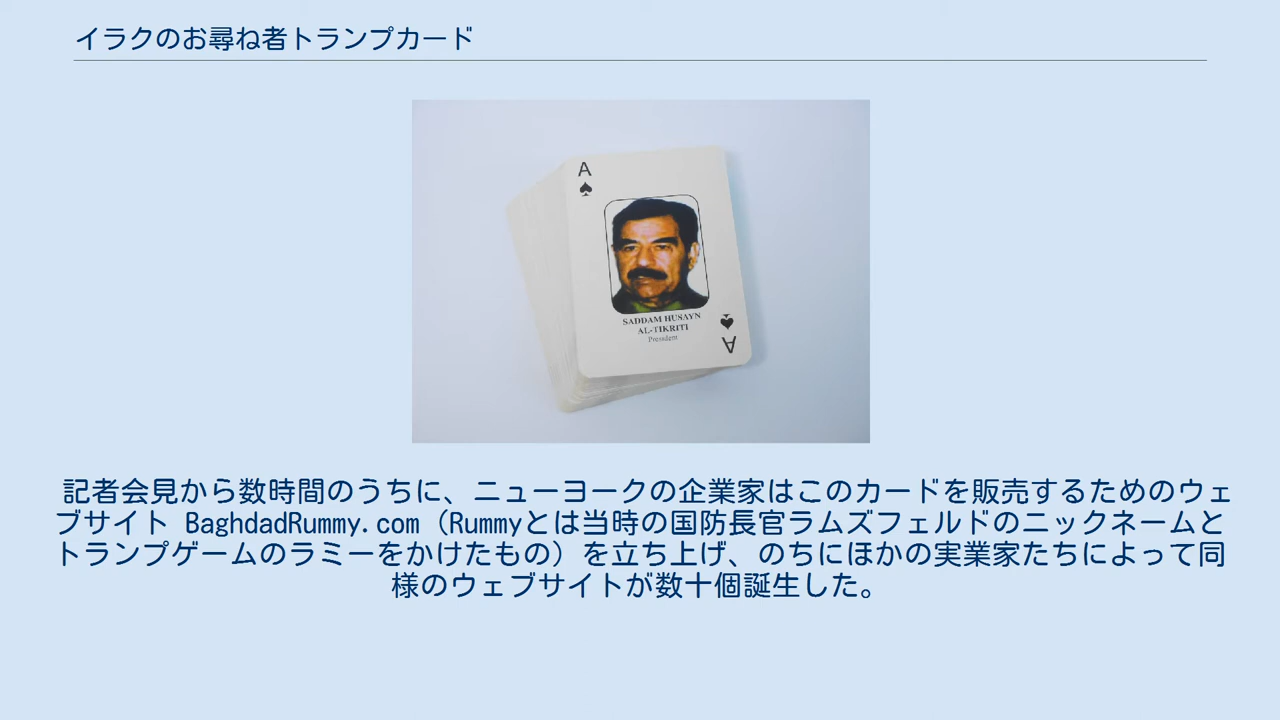 イラクのお尋ね者トランプカード
A
SADDAM HUSAYN
AL-TIKRITI
President
A
記者会見から数時間のうちに、ニューヨークの企業家はこのカードを販売するためのウェ
ブサイト BaghdadRummy.com（Rummyとは当時の国防長官ラムズフェルドのニックネームと
トランプゲームのラミーをかけたもの）を立ち上げ、のちにほかの実業家たちによって同
様のウェブサイトが数十個誕生した。